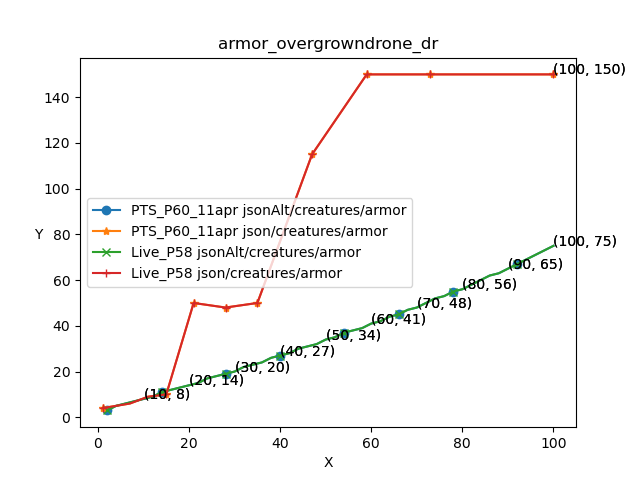 armor_overgrowndrone_dr
(100, 150)
140
120
100
PTS_P60_11apr jsonAlt/creatures/armor
PTS_P60_11apr json/creatures/armor
Live_P58 jsonAlt/creatures/armor
Live_P58 json/creatures/armor
Y
80
(100, 75)
(90, 65)
60
(80, 56)
(70, 48)
40
(60, 41)
(50, 34)
(40, 27)
20
(30, 20)
(20, 14)
(10, 8)
0
0 20 40 60 80 100
X